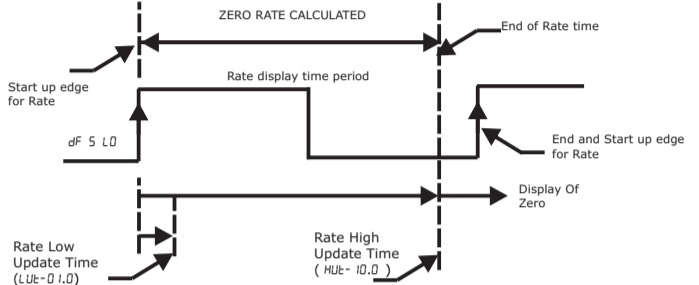 ZERO RATE CALCULATED
End of Rate time
Start up edge
for Rate
Rate display time period
dF S LO
End and Start up edge
for Rate
Display Of
Zero
Rate Low
Update Time
(LUt-01.0)
Rate High
Update Time
( HUt- 10.0 )